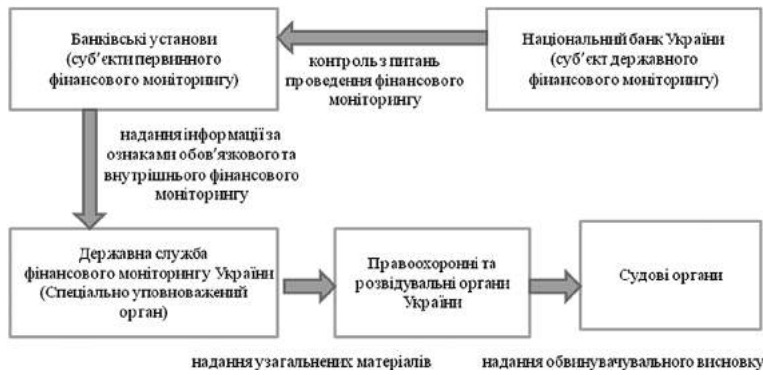 Банківські установи
(суб'єкти первинного
фінансового моніторингу)
контроль з питань
проведення фінансового
моніторингу
Національний банк України
(суб'єкт державного
фінансового моніторингу)
надання інформації за
ознаками обов'язкового та
внутрішнього фінансового
моніторингу
Державна служба
фінансового моніторингу України
(Спеціально уповноважений
орган)
Правоохоронні та
розвідувальні органи
України
Судові органи
надання узагальнених матеріалів
надання обвинувачувального висновку